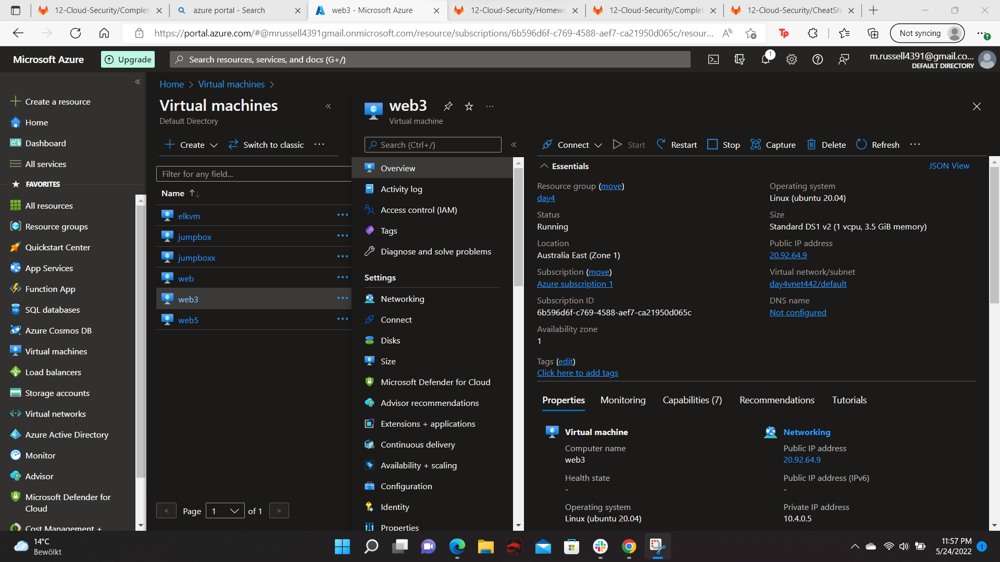 12-Cloud-Security/Complet
azure portal - Search
web3 - Microsoft Azure
12-Cloud-Security/Homewo
12-Cloud-Security/Complet
12-Cloud-Security/CheatSh
https://portal.azure.com/#@mrussell4391gmail.onmicrosoft.com/resource/subscriptions/6b596d6f-c769-4588-aef7-ca21950d065c/resour...
Not syncing
Microsoft Azure
Upgrade
Search resources, services, and docs (G+/)
1
m.russell4391@gmail.co...
DEFAULT DIRECTORY
Create a resource
Home
Dashboard
All services
FAVORITES
All resources
Resource groups
Quickstart Center
App Services
Function App
SQL databases
Azure Cosmos DB
Virtual machines
Load balancers
Storage accounts
Virtual networks
Azure Active Directory
Monitor
Advisor
Microsoft Defender for
Cloud
Cost Management +
Home > Virtual machines >
Virtual machines
Default Directory
Create
Switch to classic
Filter for any field...
Name
elkvm
jumpbox
jumpboxx
web
web3
web5
< Page 1 of 1 >
web3
Virtual machine
Search (Ctrl+/)
Overview
Activity log
Access control (IAM)
Tags
Diagnose and solve problems
Settings
Networking
Connect
Disks
Size
Microsoft Defender for Cloud
Advisor recommendations
Extensions + applications
Continuous delivery
Availability + scaling
Configuration
Identity
Properties
Connect
Start
Restart
Stop
Capture
Delete
Refresh
Essentials
JSON View
Resource group (move)
day4
Status
Running
Location
Australia East (Zone 1)
Subscription (move)
Azure subscription 1
Subscription ID
6b596d6f-c769-4588-aef7-ca21950d065c
Availability zone
1
Operating system
Linux (ubuntu 20.04)
Size
Standard DS1 v2 (1 vcpu, 3.5 GiB memory)
Public IP address
20.92.64.9
Virtual network/subnet
day4vnet442/default
DNS name
Not configured
Tags (edit)
Click here to add tags
Properties
Monitoring
Capabilities (7)
Recommendations
Tutorials
Virtual machine
Computer name
web3
Health state
-
Operating system
Linux (ubuntu 20.04)
Networking
Public IP address
20.92.64.9
Public IP address (IPv6)
-
Private IP address
10.4.0.5
14°C
Bewölkt
11:57 PM
5/24/2022
1